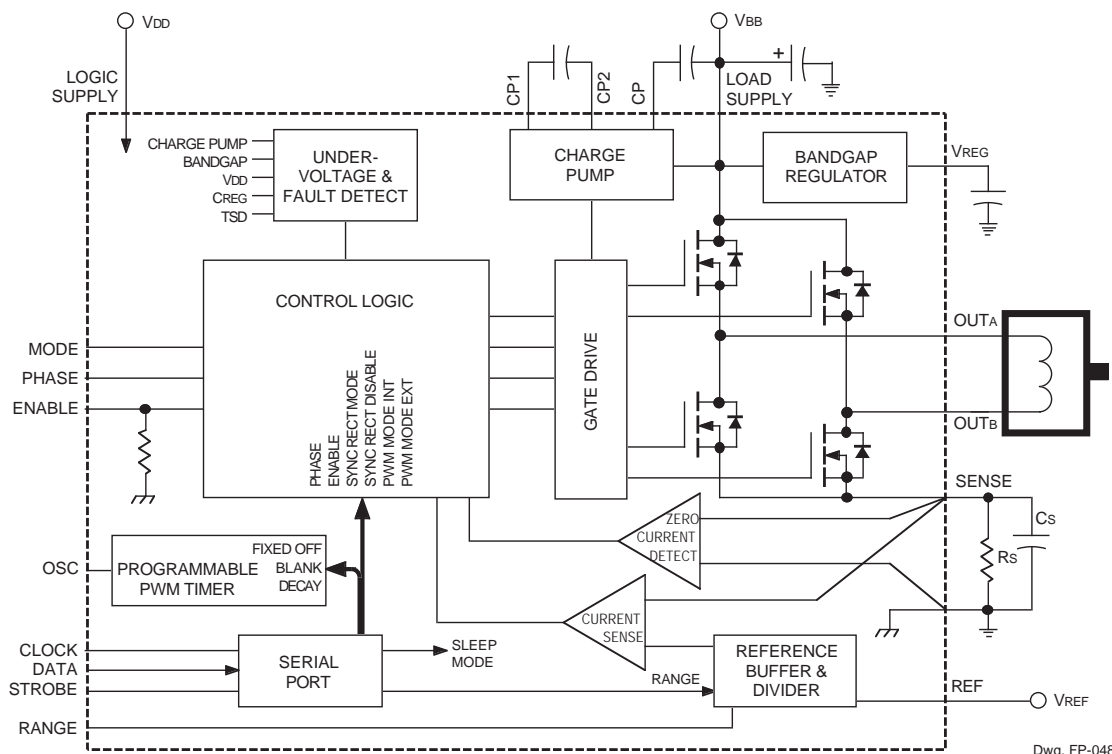 VDD
VBB
LOGIC
SUPPLY
CP1
CP2
CP
+
LOAD
SUPPLY
CHARGE PUMP
BANDGAP
VDD
CREG
TSD
UNDER-
VOLTAGE &
FAULT DETECT
CHARGE
PUMP
BANDGAP
REGULATOR
VREG
CONTROL LOGIC
MODE
PHASE
ENABLE
PHASE
ENABLE
SYNC RECT MODE
SYNC RECT DISABLE
PWM MODE INT
PWM MODE EXT
GATE DRIVE
OUTA
OUTB
SENSE
ZERO
CURRENT
DETECT
CS
RS
OSC
PROGRAMMABLE
PWM TIMER
FIXED OFF
BLANK
DECAY
CURRENT
SENSE
CLOCK
DATA
STROBE
SERIAL
PORT
SLEEP
MODE
RANGE
REFERENCE
BUFFER &
DIVIDER
REF
VREF
RANGE
Dwg. FP-048